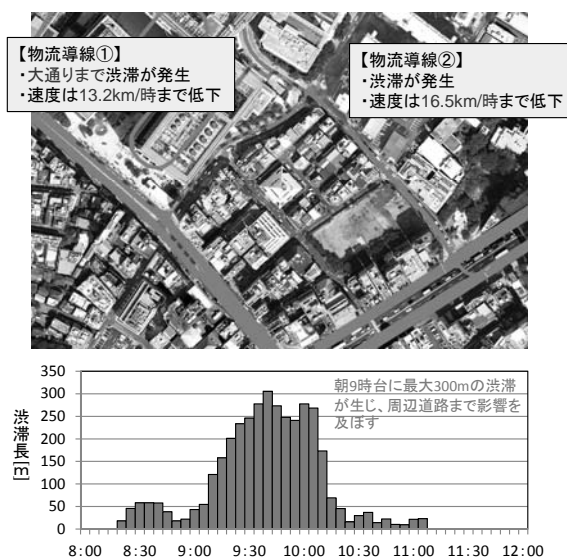 【物流導線①】
・大通りまで渋滞が発生
・速度は13.2km/時まで低下
【物流導線②】
・渋滞が発生
・速度は16.5km/時まで低下
350
300
250
200
150
100
50
0
渋滞長[m]
朝9時台に最大300mの渋滞
が生じ、周辺道路まで影響を
及ぼす
8:00 8:30 9:00 9:30 10:00 10:30 11:00 11:30 12:00